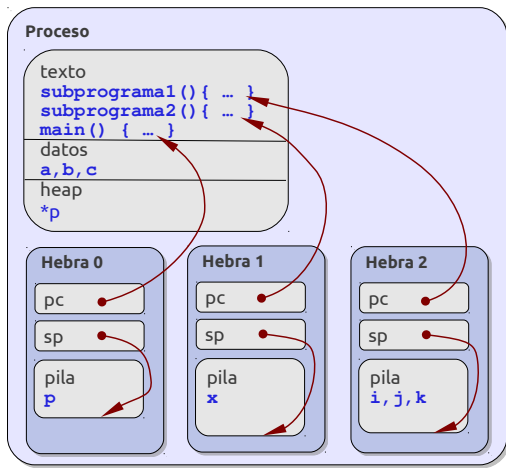 Proceso
texto
subprograma1(){ … }
subprograma2(){ … }
main() { … }
datos
a,b,c
heap
*p
Hebra 0
pc
sp
pila
p
Hebra 1
pc
sp
pila
x
Hebra 2
pc
sp
pila
i,j,k